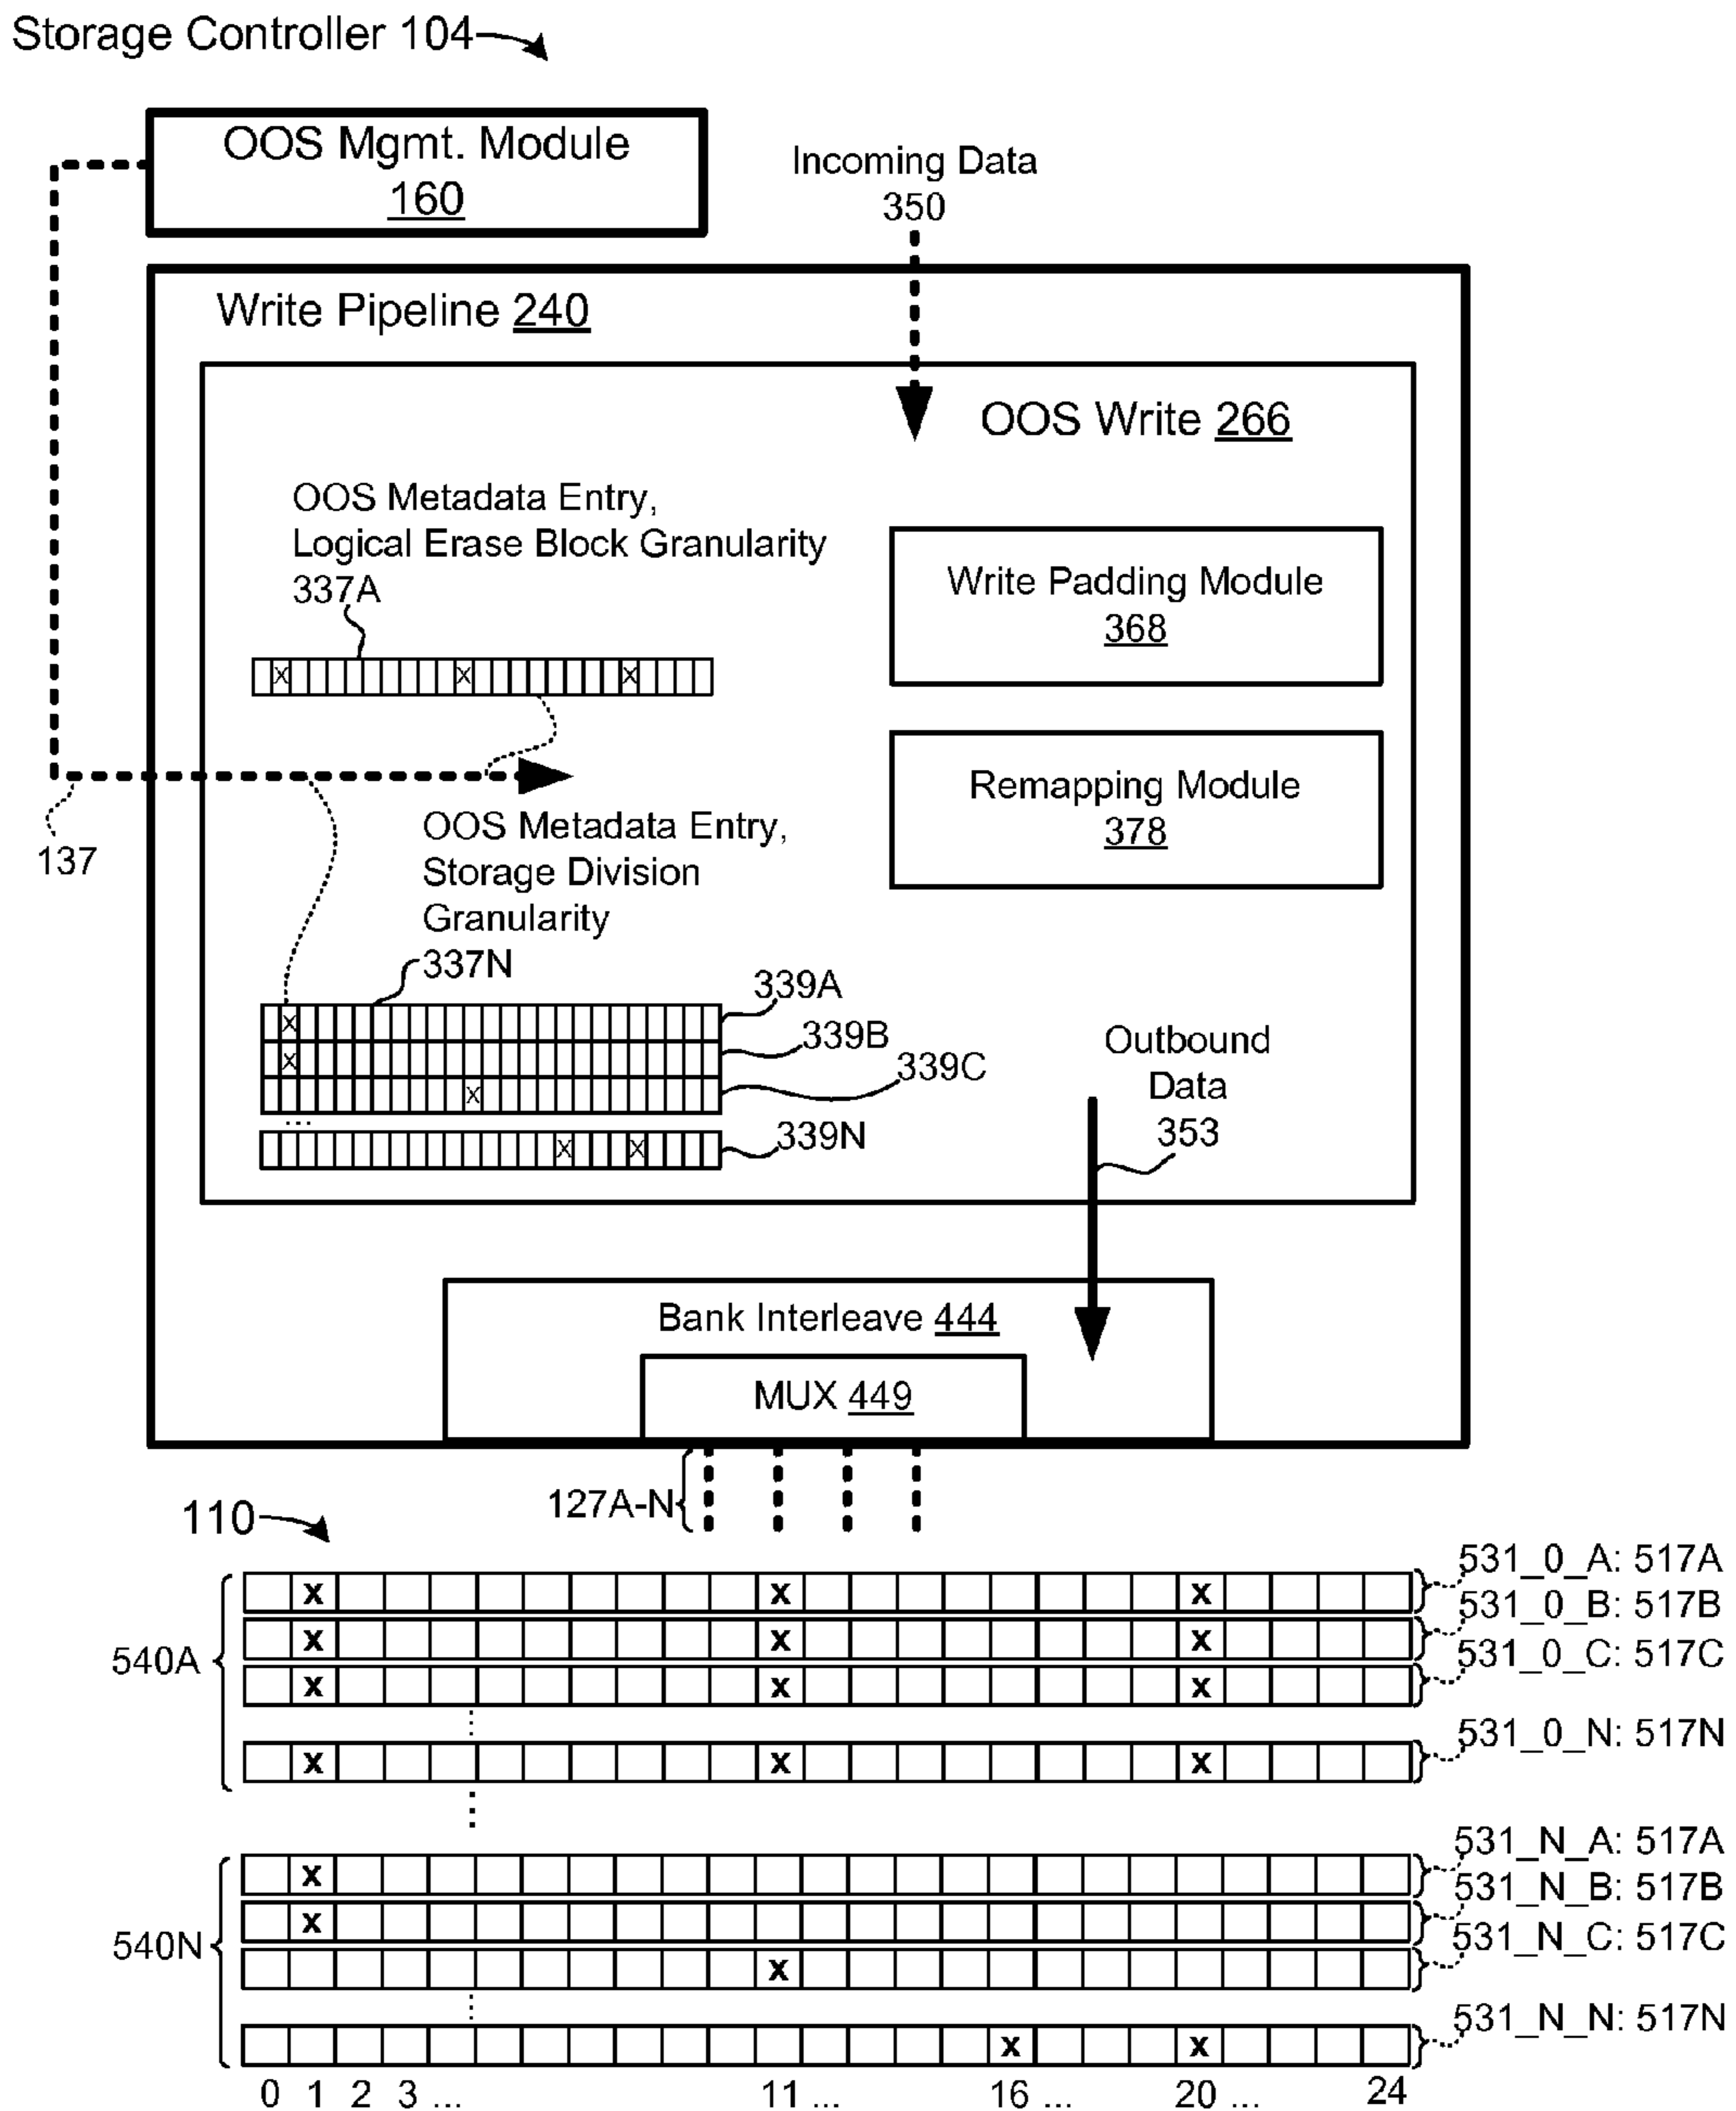 Storage Controller 104
OOS Mgmt. Module
160
Incoming Data
350
Write Pipeline 240
OOS Write 266
OOS Metadata Entry,
Logical Erase Block Granularity
337A
x x x
Write Padding Module
368
Remapping Module
378
137
OOS Metadata Entry,
Storage Division
Granularity
337N
x
339A
x
339B
x
339C
...
x x
339N
Outbound
Data
353
Bank Interleave 444
MUX 449
127A-N
110
540A
x x x
531_0_A: 517A
x x x
531_0_B: 517B
x x x
531_0_C: 517C
x x x
531_0_N: 517N
540N
x
531_N_A: 517A
x
531_N_B: 517B
x
531_N_C: 517C
x x
531_N_N: 517N
0 1 2 3 ... 11 ... 16 ... 20 ... 24